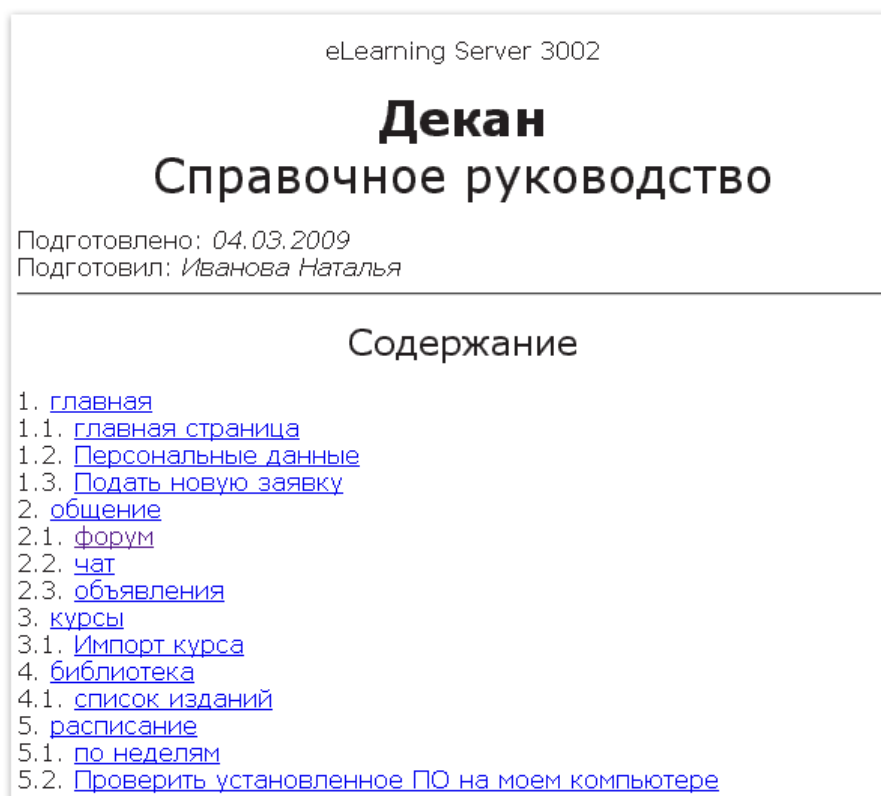 eLearning Server 3002
Декан
Справочное руководство
Подготовлено: 04.03.2009
Подготовил: Иванова Наталья
Содержание
1. главная
1.1. главная страница
1.2. Персональные данные
1.3. Подать новую заявку
2. общение
2.1. форум
2.2. чат
2.3. объявления
3. курсы
3.1. Импорт курса
4. библиотека
4.1. список изданий
5. расписание
5.1. по неделям
5.2. Проверить установленное ПО на моем компьютере